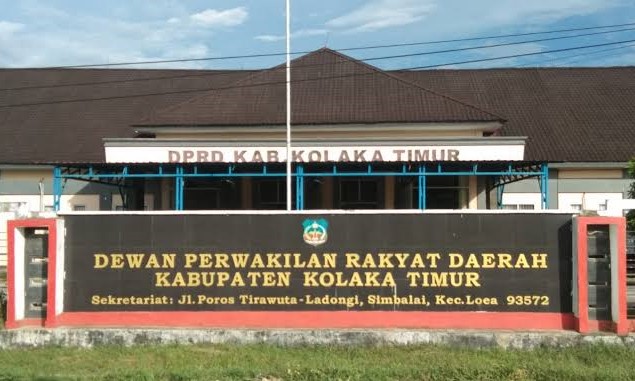 DPRD KAB. KOLAKA TIMUR
DEWAN PERWAKILAN RAKYAT DAERAH
KABUPATEN KOLAKA TIMUR
Sekretariat: Jl.Poros Tirawuta-Ladongi, Simbalai, Kec.Loea 93572